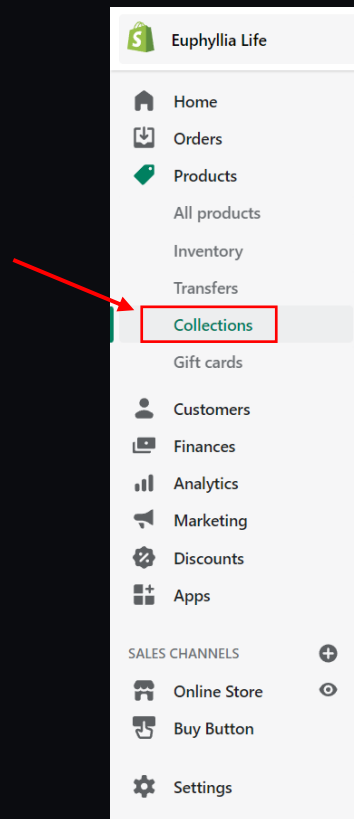 Euphyllia Life
Home
Orders
Products
All products
Inventory
Transfers
Collections
Gift cards
Customers
Finances
Analytics
Marketing
Discounts
Apps
SALES CHANNELS
Online Store
Buy Button
Settings